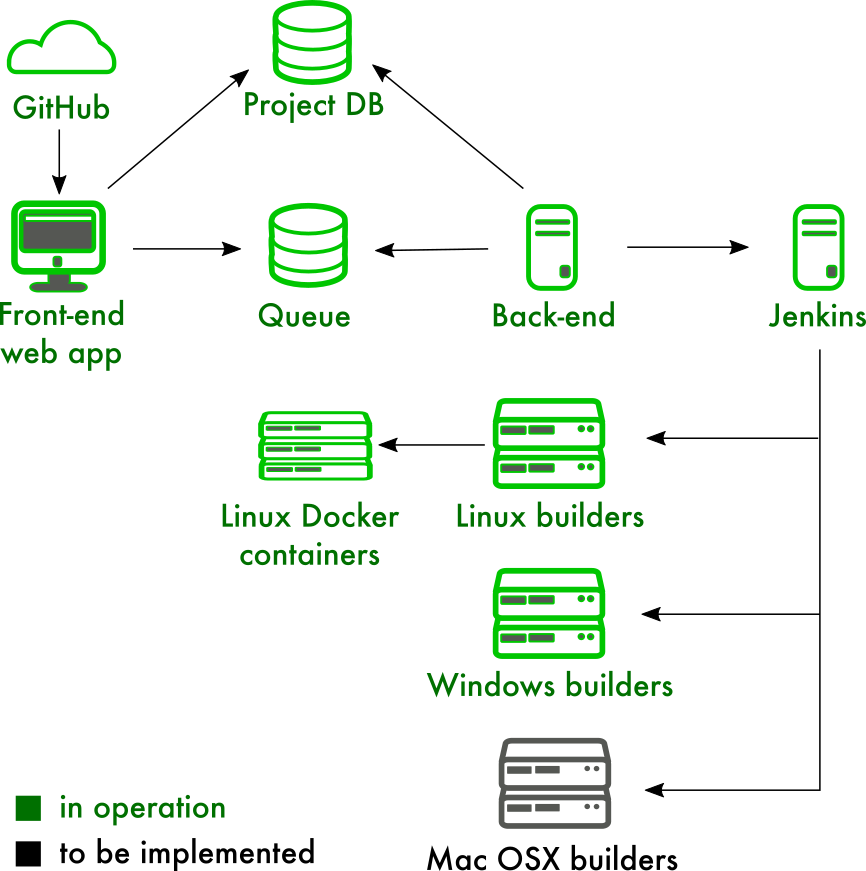 GitHub
Project DB
Front-end
web app
Queue
Back-end
Jenkins
Linux Docker
containers
Linux builders
Windows builders
Mac OSX builders
in operation
to be implemented